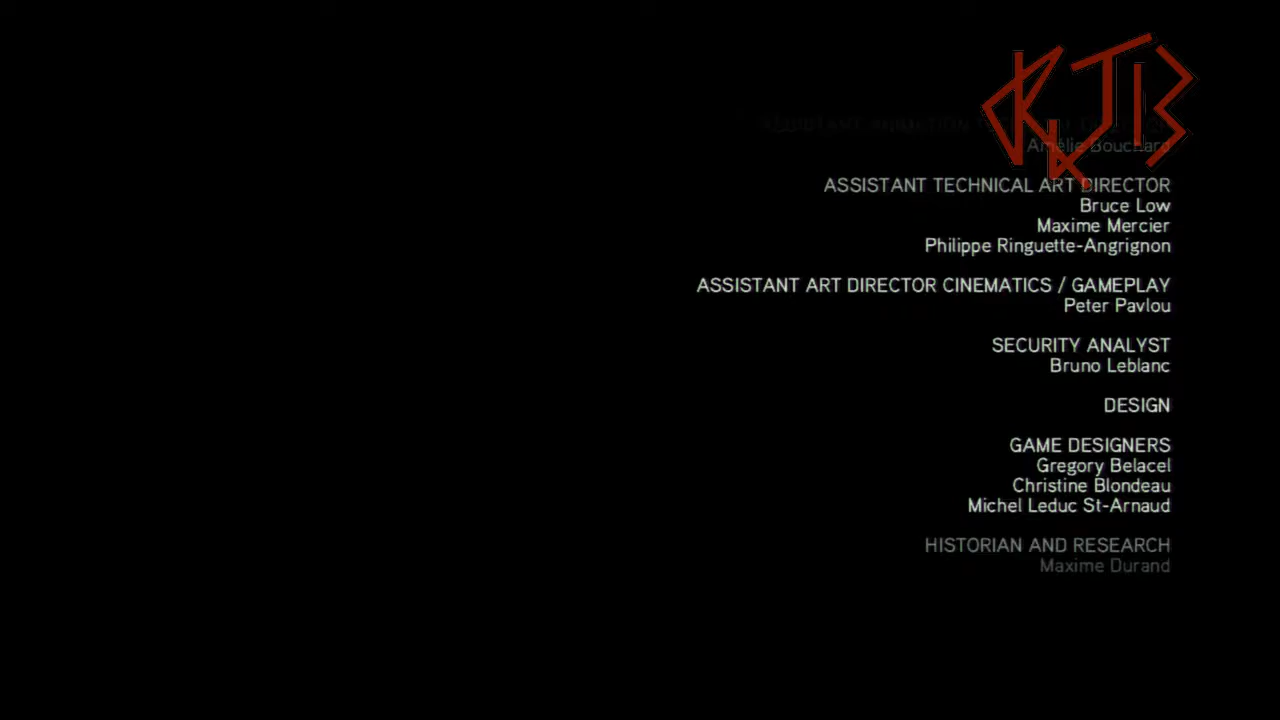 KJB
Amélie Bouchard
ASSISTANT TECHNICAL ART DIRECTOR
Bruce Low
Maxime Mercier
Philippe Ringuette-Angrignon
ASSISTANT ART DIRECTOR CINEMATICS / GAMEPLAY
Peter Pavlou
SECURITY ANALYST
Bruno Leblanc
DESIGN
GAME DESIGNERS
Gregory Belacel
Christine Blondeau
Michel Leduc St-Arnaud
HISTORIAN AND RESEARCH
Maxime Durand